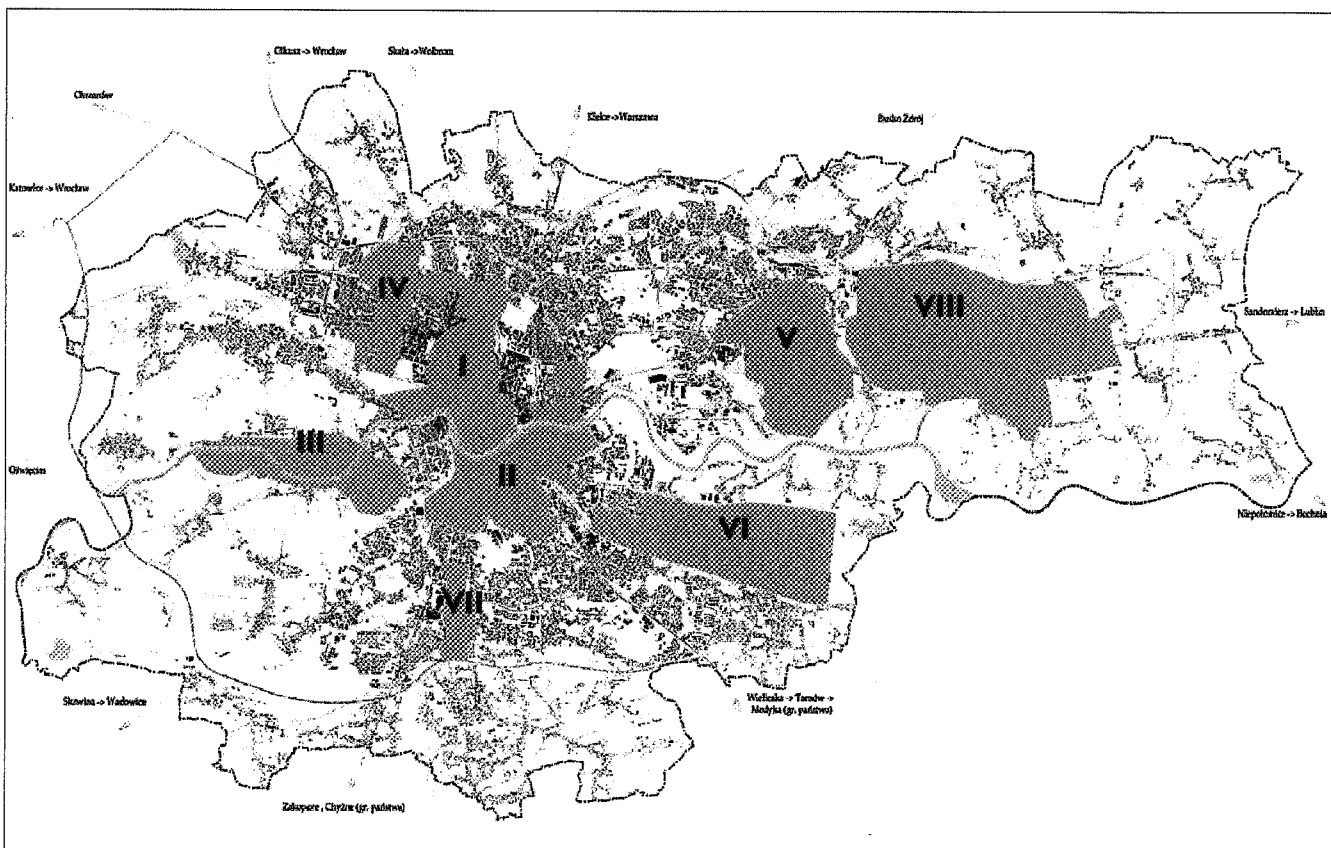 Olkusz -> Wrocław
Skała -> Wolbrom
Chrzanów
Kielce -> Warszawa
Busko Zdrój
Katowice -> Wrocław
IV
VIII
Sandomierz -> Lublin
V
I
III
Oświęcim
II
Niepołomice -> Bochnia
VI
VII
Skawina -> Wadowice
Wieliczka -> Tarnów ->
Medyka (gr. państwa)
Zakopane , Chyżne (gr. państwa)